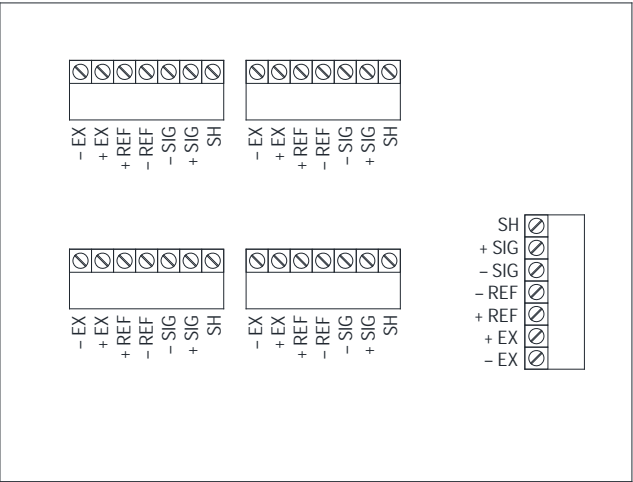 – EX
+ EX
+ REF
– REF
– SIG
+ SIG
SH
– EX
+ EX
+ REF
– REF
– SIG
+ SIG
SH
SH
+ SIG
– SIG
– REF
+ REF
+ EX
– EX
– EX
+ EX
+ REF
– REF
– SIG
+ SIG
SH
– EX
+ EX
+ REF
– REF
– SIG
+ SIG
SH